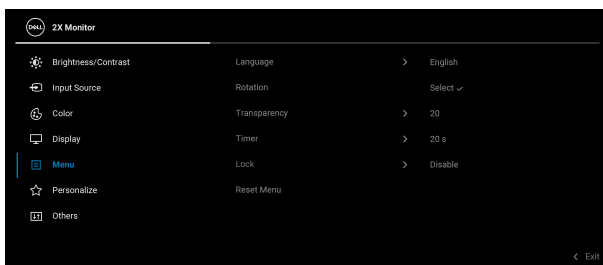 DELL 2X Monitor
Brightness/Contrast Language > English
Input Source Rotation Select ✓
Color Transparency > 20
Display Timer > 20 s
Menu Lock > Disable
Personalize Reset Menu
Others
< Exit